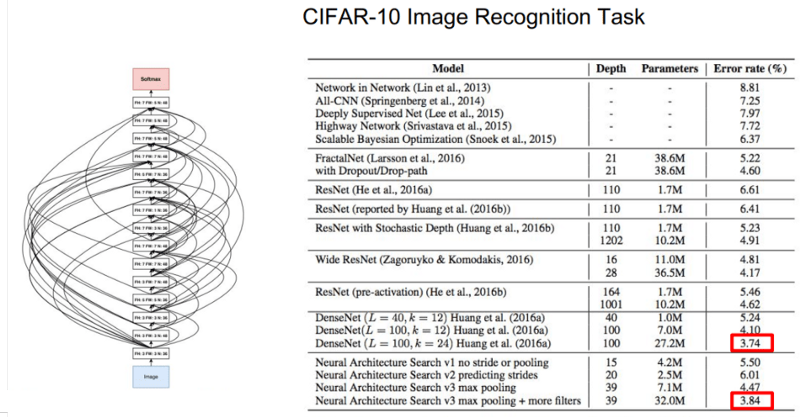 CIFAR-10 Image Recognition Task
Softmax
Image
Model Depth Parameters Error rate (%)
Network in Network (Lin et al., 2013) - - 8.81
All-CNN (Springenberg et al., 2014) - - 7.25
Deeply Supervised Net (Lee et al., 2015) - - 7.97
Highway Network (Srivastava et al., 2015) - - 7.72
Scalable Bayesian Optimization (Snoek et al., 2015) - - 6.37
FractalNet (Larsson et al., 2016) 21 38.6M 5.22
with Dropout/Drop-path 21 38.6M 4.60
ResNet (He et al., 2016a) 110 1.7M 6.61
ResNet (reported by Huang et al. (2016b)) 110 1.7M 6.41
ResNet with Stochastic Depth (Huang et al., 2016b) 110 1.7M 5.23
1202 10.2M 4.91
Wide ResNet (Zagoruyko & Komodakis, 2016) 16 11.0M 4.81
28 36.5M 4.17
ResNet (pre-activation) (He et al., 2016b) 164 1.7M 5.46
1001 10.2M 4.62
DenseNet (L = 40, k = 12) Huang et al. (2016a) 40 1.0M 5.24
DenseNet(L = 100, k = 12) Huang et al. (2016a) 100 7.0M 4.10
DenseNet (L = 100, k = 24) Huang et al. (2016a) 100 27.2M 3.74
Neural Architecture Search v1 no stride or pooling 15 4.2M 5.50
Neural Architecture Search v2 predicting strides 20 2.5M 6.01
Neural Architecture Search v3 max pooling 39 7.1M 4.47
Neural Architecture Search v3 max pooling + more filters 39 32.0M 3.84